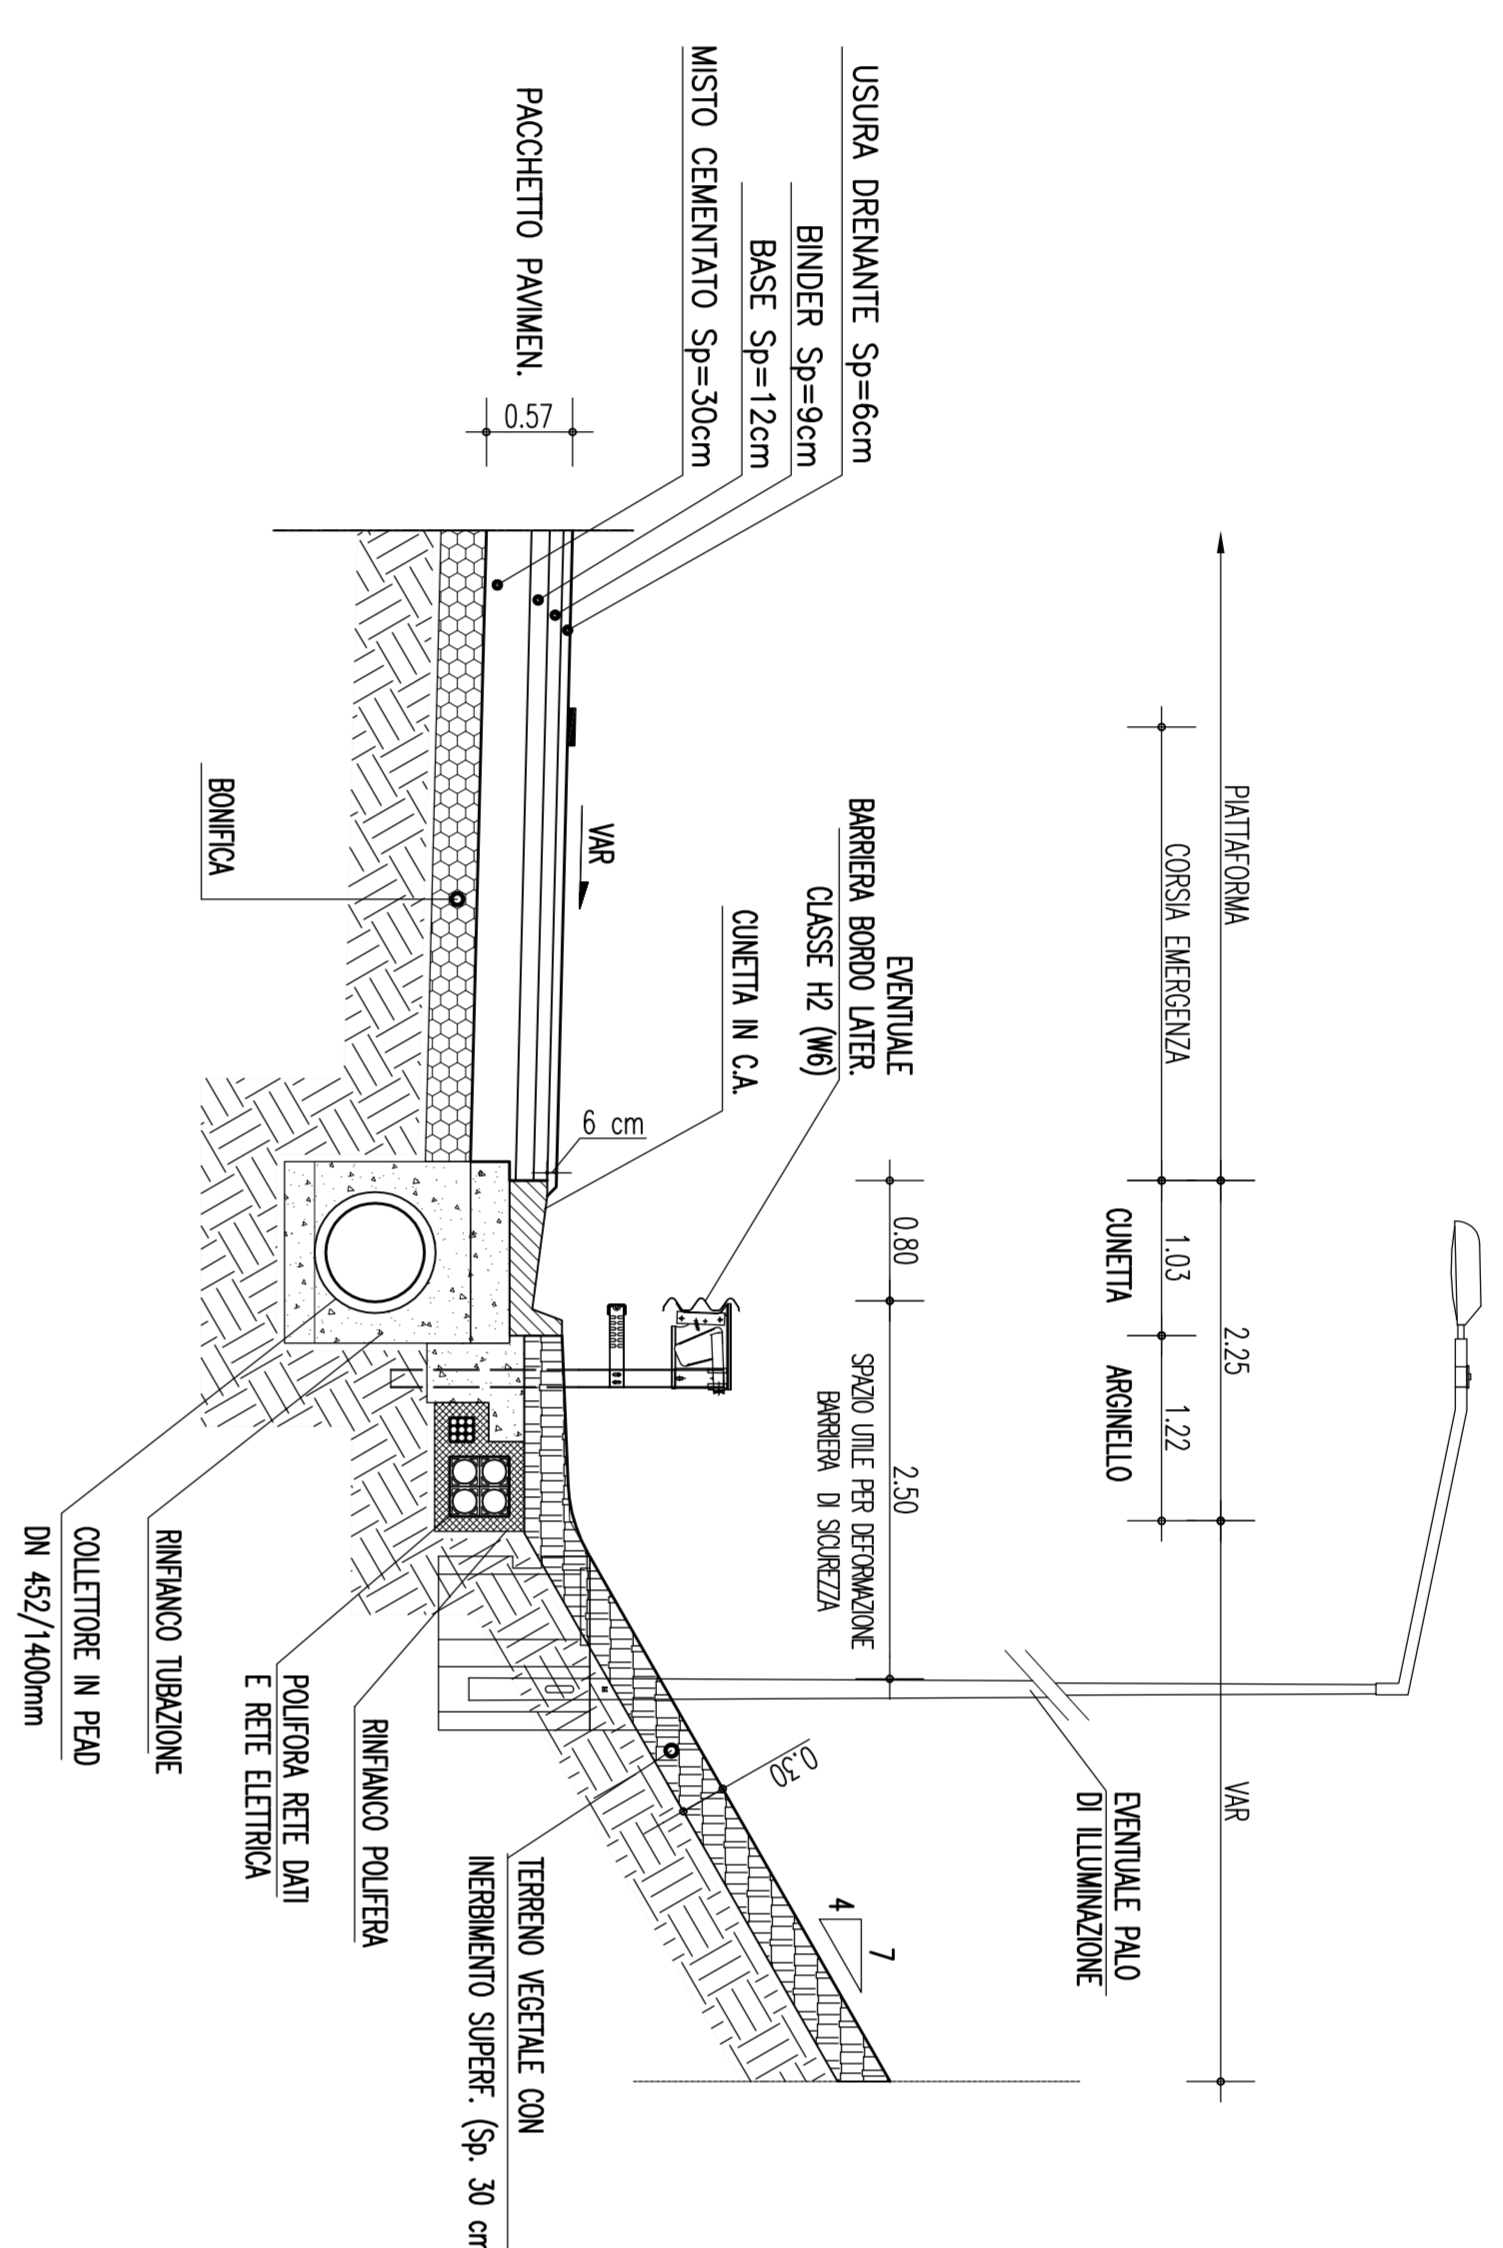 PIATTAFORMA
2.25
VAR
CORSIA EMERGENZA
1.03
1.22
CUNETTA
ARGINELLO
EVENTUALE PALO
DI ILLUMINAZIONE
0.80
2.50
SPAZIO UTILE PER DEFORMAZIONE
BARRIERA DI SICUREZZA
EVENTUALE
BARRIERA BORDO LATER.
CLASSE H2 (W6)
CUNETTA IN C.A.
USURA DRENANTE Sp=6cm
BINDER Sp=9cm
BASE Sp=12cm
MISTO CEMENTATO Sp=30cm
PACCHETTO PAVIMEN.
0.57
VAR
6 cm
7
4
0.30
TERRENO VEGETALE CON
INERBIMENTO SUPERF. (Sp. 30 cm
BONIFICA
RINFIANCO POLIFERA
POLIFORA RETE DATI
E RETE ELETTRICA
RINFIANCO TUBAZIONE
COLLETTORE IN PEAD
DN 452/1400mm